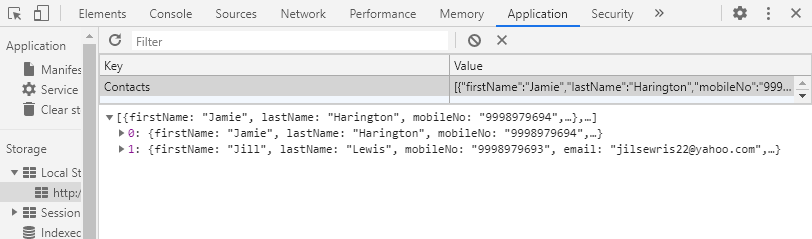 Elements Console Sources Network Performance Memory Application Security
Application
Manifes
Service
Clear st
Storage
Local St
http:/
Session
Indexec
Filter
Key Value
Contacts [{"firstName":"Jamie","lastName":"Harington","mobileNo":"999...
[{firstName: "Jamie", lastName: "Harington", mobileNo: "9998979694",…},…]
0: {firstName: "Jamie", lastName: "Harington", mobileNo: "9998979694",…}
1: {firstName: "Jill", lastName: "Lewis", mobileNo: "9998979693", email: "jilsewris22@yahoo.com",…}